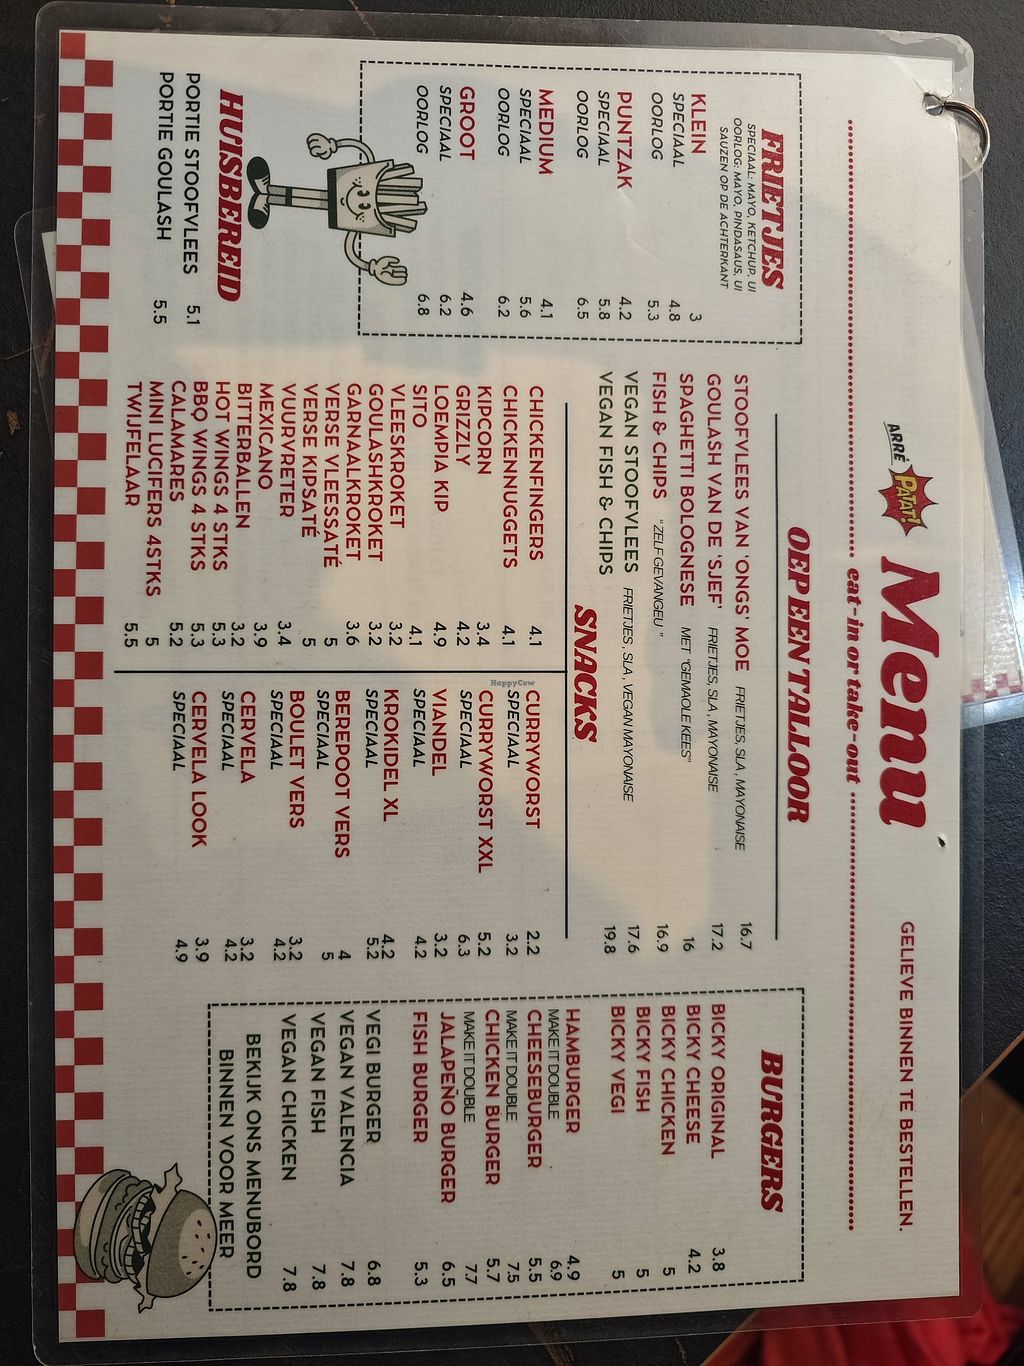 ARRÉ
PATAT!
Menu
GELIEVE BINNEN TE BESTELLEN.
eat-in or take-out
FRIETJES
SPECIAAL: MAYO, KETCHUP, UI
OORLOG: MAYO, PINDASAUS, UI
SAUZEN OP DE ACHTERKANT
KLEIN 3
SPECIAAL 4.8
OORLOG 5.3
PUNTZAK 4.2
SPECIAAL 5.8
OORLOG 6.5
MEDIUM 4.1
SPECIAAL 5.6
OORLOG 6.2
GROOT 4.6
SPECIAAL 6.2
OORLOG 6.8
HUISBEREID
PORTIE STOOFVLEES 5.1
PORTIE GOULASH 5.5
OEP EEN TALLOOR
STOOFVLEES VAN 'ONGS' MOE FRIETJES, SLA, MAYONAISE 16.7
GOULASH VAN DE 'SJEF' FRIETJES, SLA, MAYONAISE 17.2
SPAGHETTI BOLOGNESE MET "GEMAOLE KEES" 16
FISH & CHIPS "ZELF GEVANGEU" 16.9
VEGAN STOOFVLEES FRIETJES, SLA, VEGAN MAYONAISE 17.6
VEGAN FISH & CHIPS 19.8
SNACKS
CHICKENFINGERS 4.1
CHICKENNUGGETS 4.1
KIPCORN 3.4
GRIZZLY 4.2
LOEMPIA KIP 4.9
SITO 4.1
VLEESKROKET 3.2
GOULASHKROKET 3.2
GARNAALKROKET 3.6
VERSE VLEESSATÉ 5
VERSE KIPSATÉ 5
VUURVRETER 3.4
MEXICANO 3.9
BITTERBALLEN 3.2
HOT WINGS 4 STKS 5.3
BBQ WINGS 4 STKS 5.3
CALAMARES 5.2
MINI LUCIFERS 4STKS 5
TWIJFELAAR 5.5
CURRYWORST 2.2
SPECIAAL 3.2
CURRYWORST XXL 5.2
SPECIAAL 6.3
VIANDEL 3.2
SPECIAAL 4.2
KROKIDEL XL 4.2
SPECIAAL 5.2
BEREPOOT VERS 4
SPECIAAL 5
BOULET VERS 3.2
SPECIAAL 4.2
CERVELA 3.2
SPECIAAL 4.2
CERVELA LOOK 3.9
SPECIAAL 4.9
BURGERS
BICKY ORIGINAL 3.8
BICKY CHEESE 4.2
BICKY CHICKEN 5
BICKY FISH 5
BICKY VEGI 5
HAMBURGER 4.9
MAKE IT DOUBLE 6.9
CHEESEBURGER 5.5
MAKE IT DOUBLE 7.5
CHICKEN BURGER 5.7
MAKE IT DOUBLE 7.7
JALAPEÑO BURGER 6.5
FISH BURGER 5.3
VEGI BURGER 6.8
VEGAN VALENCIA 7.8
VEGAN FISH 7.8
VEGAN CHICKEN 7.8
BEKIJK ONS MENUBORD
BINNEN VOOR MEER
HappyCow